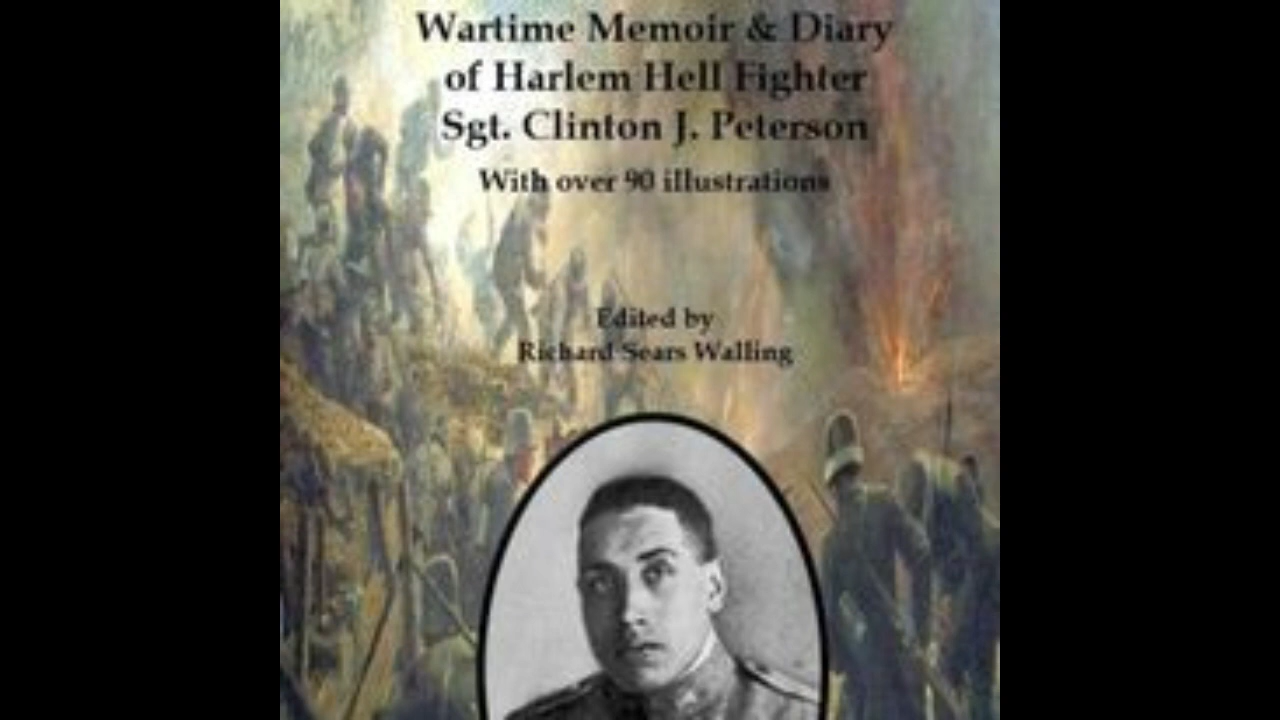 Wartime Memoir & Diary
of Harlem Hell Fighter
Sgt. Clinton J. Peterson
With over 90 illustrations
Edited by
Richard Sears Walling